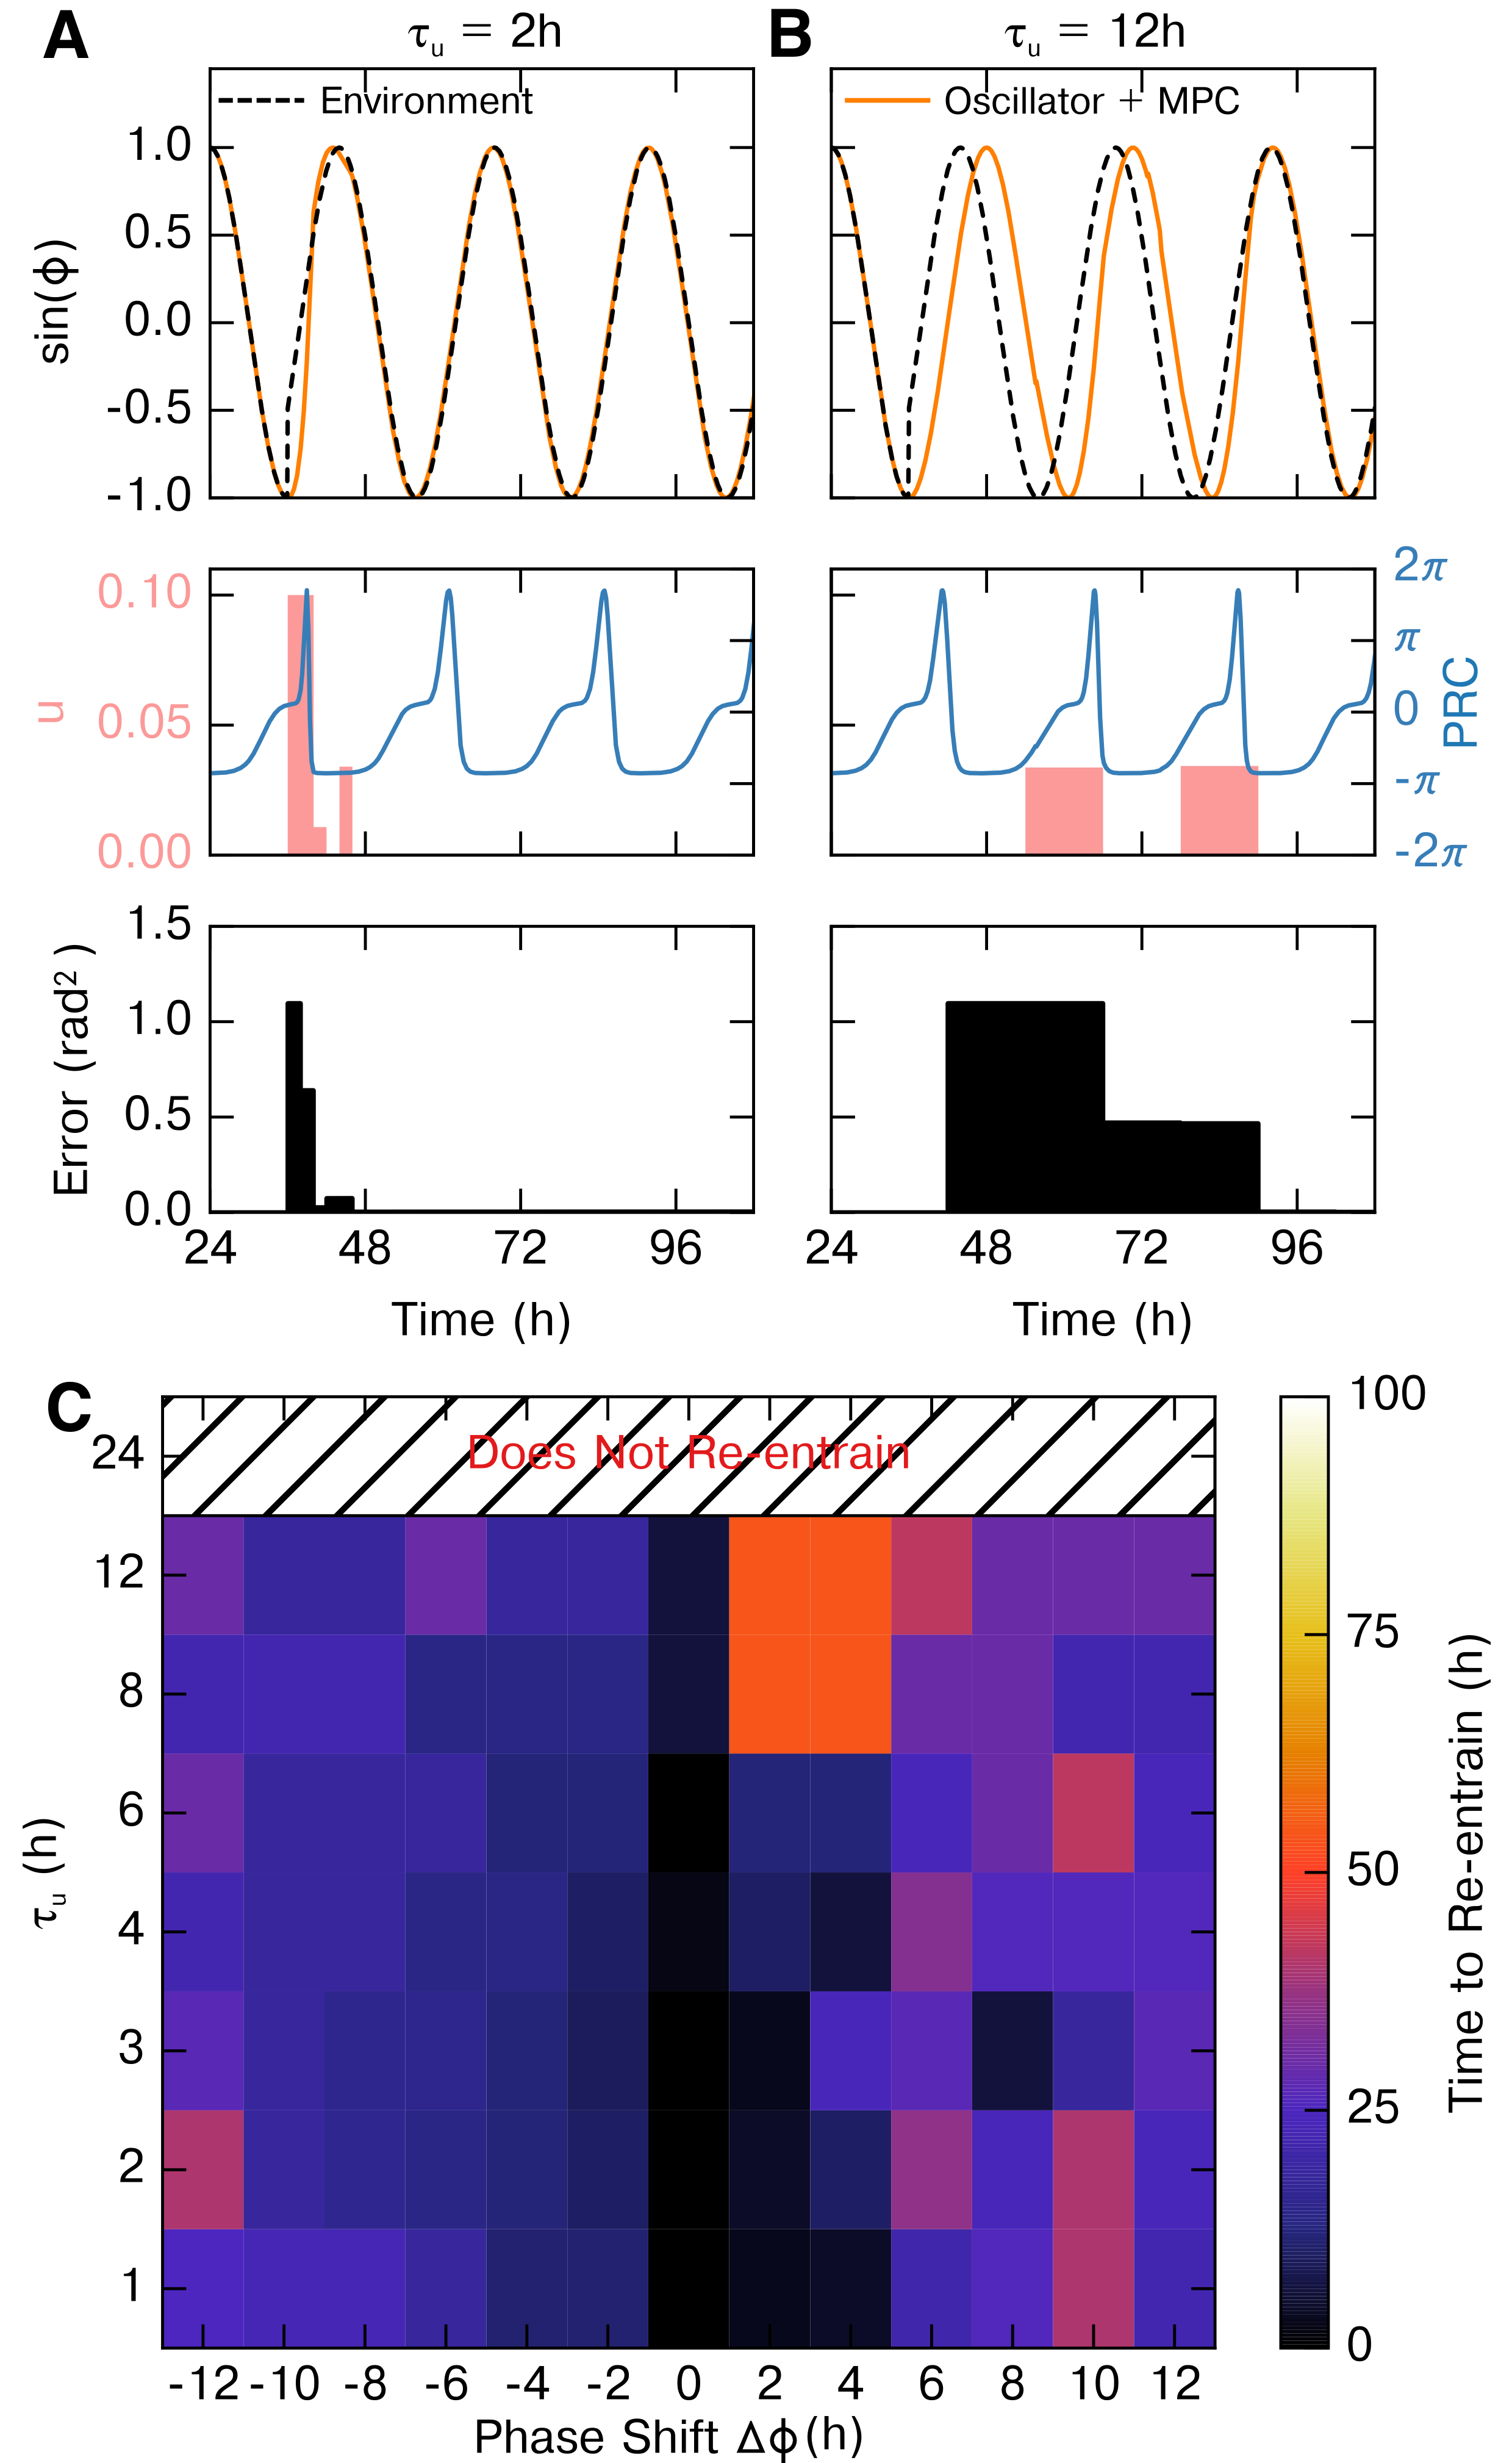 A
τu = 2h
B
τu = 12h
Environment
Oscillator + MPC
sin(ϕ)
1.0
0.5
0.0
-0.5
-1.0
u
0.10
0.05
0.00
2π
π
0
-π
-2π
PRC
Error (rad²)
1.5
1.0
0.5
0.0
24 48 72 96
24 48 72 96
Time (h)
Time (h)
C
Does Not Re-entrain
τu (h)
24
12
8
6
4
3
2
1
-12 -10 -8 -6 -4 -2 0 2 4 6 8 10 12
Phase Shift Δϕ(h)
100
75
50
25
0
Time to Re-entrain (h)